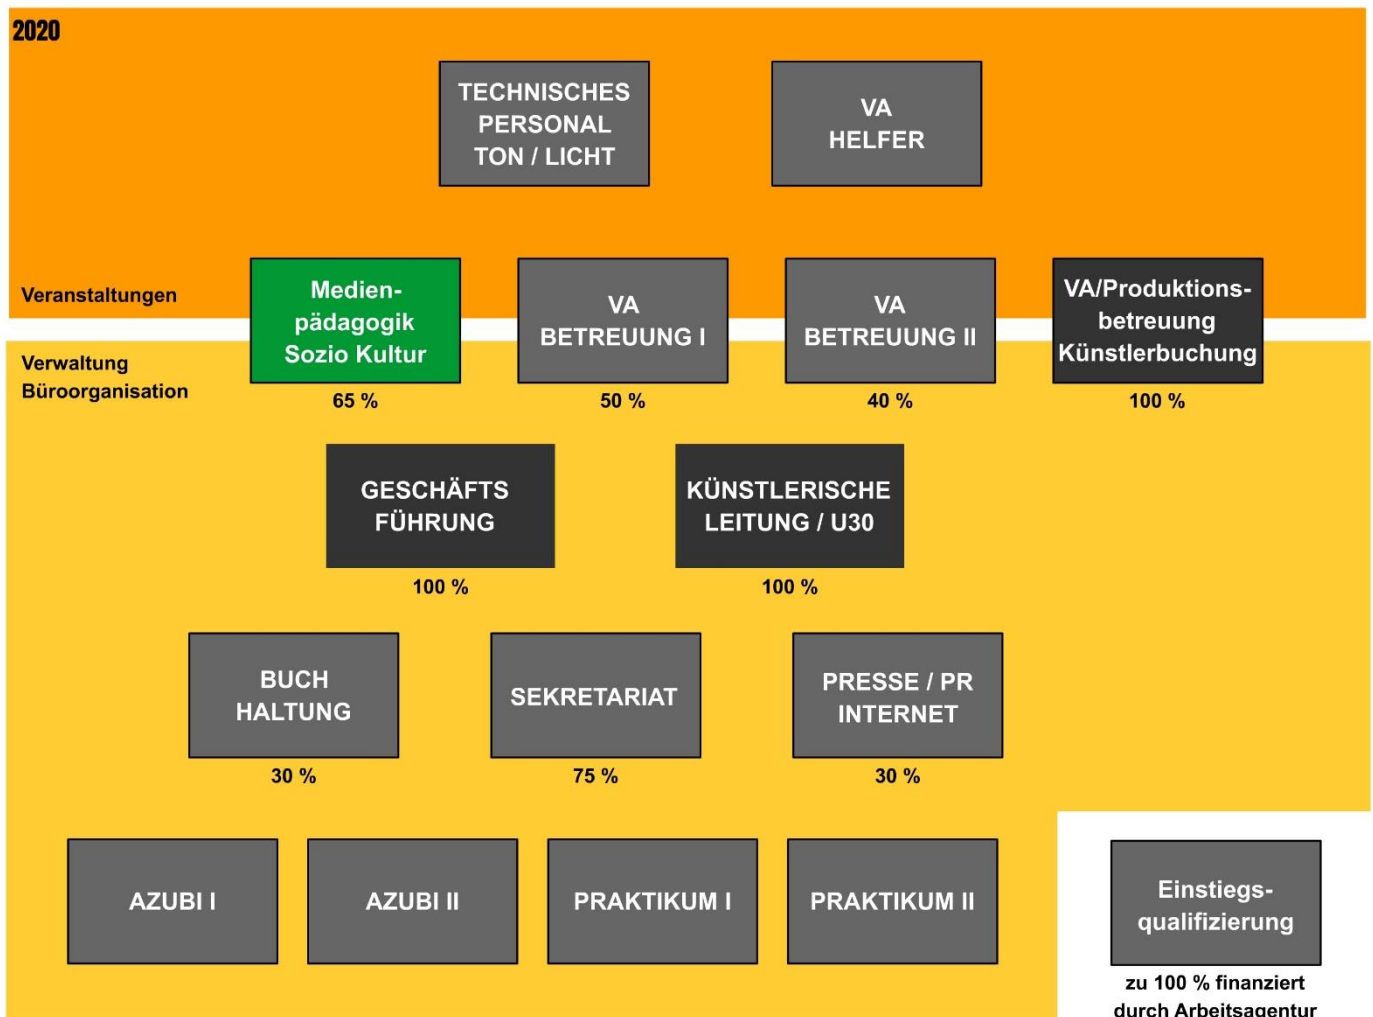 2020
TECHNISCHES
PERSONAL
TON / LICHT
VA
HELFER
Veranstaltungen
Medien-
pädagogik
Sozio Kultur
65 %
VA
BETREUUNG I
50 %
VA
BETREUUNG II
40 %
VA/Produktions-
betreuung
Künstlerbuchung
100 %
Verwaltung
Büroorganisation
GESCHÄFTS
FÜHRUNG
100 %
KÜNSTLERISCHE
LEITUNG / U30
100 %
BUCH
HALTUNG
30 %
SEKRETARIAT
75 %
PRESSE / PR
INTERNET
30 %
AZUBI I
AZUBI II
PRAKTIKUM I
PRAKTIKUM II
Einstiegs-
qualifizierung
zu 100 % finanziert
durch Arbeitsagentur